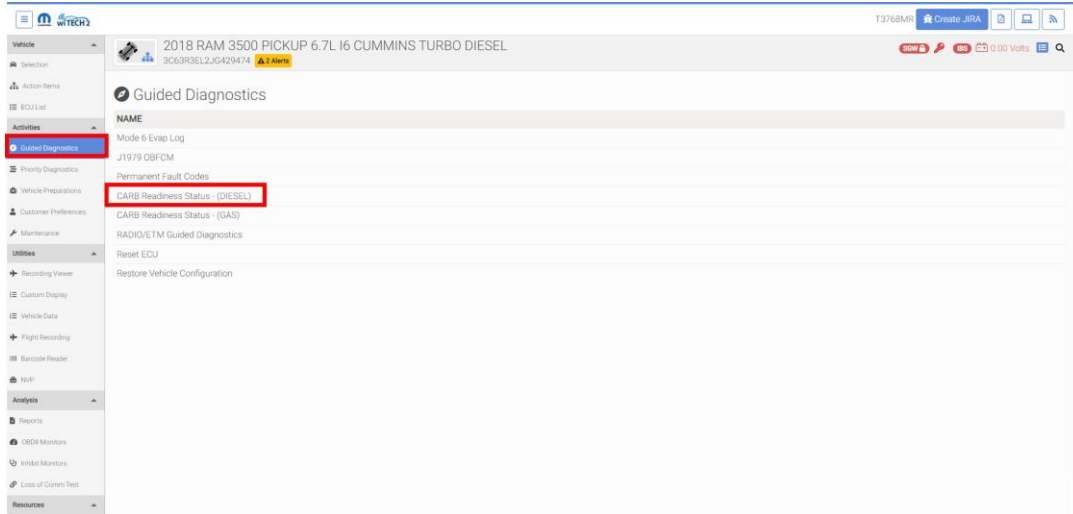 wiTECH2
T3768MR Create JIRA
Vehicle
Selection
Action Items
ECU List
Activities
Guided Diagnostics
Priority Diagnostics
Vehicle Preparations
Customer Preferences
Maintenance
Utilities
Recording Viewer
Custom Display
Vehicle Data
Flight Recording
Barcode Reader
NVP
Analysis
Reports
OBDII Monitors
Inhibit Monitors
Loss of Comm Test
Resources
2018 RAM 3500 PICKUP 6.7L I6 CUMMINS TURBO DIESEL
3C63R3EL2JG429474 2 Alerts
SGW IBS 0.00 Volts
Guided Diagnostics
NAME
Mode 6 Evap Log
J1979 OBFCM
Permanent Fault Codes
CARB Readiness Status - (DIESEL)
CARB Readiness Status - (GAS)
RADIO/ETM Guided Diagnostics
Reset ECU
Restore Vehicle Configuration